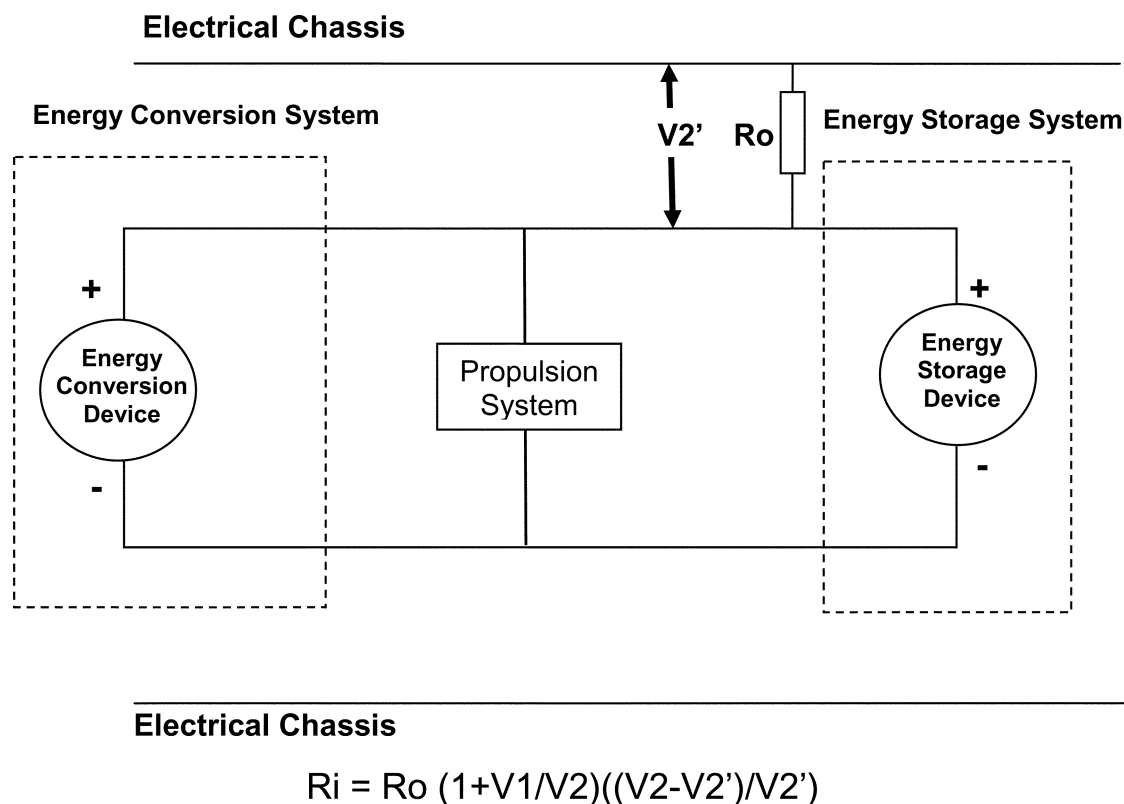 Electrical Chassis
Energy Conversion System
V2’
Ro
Energy Storage System
+
+
Energy
Conversion
Device
Propulsion
System
Energy
Storage
Device
-
-
Electrical Chassis
Ri = Ro (1+V1/V2)((V2-V2’)/V2’)